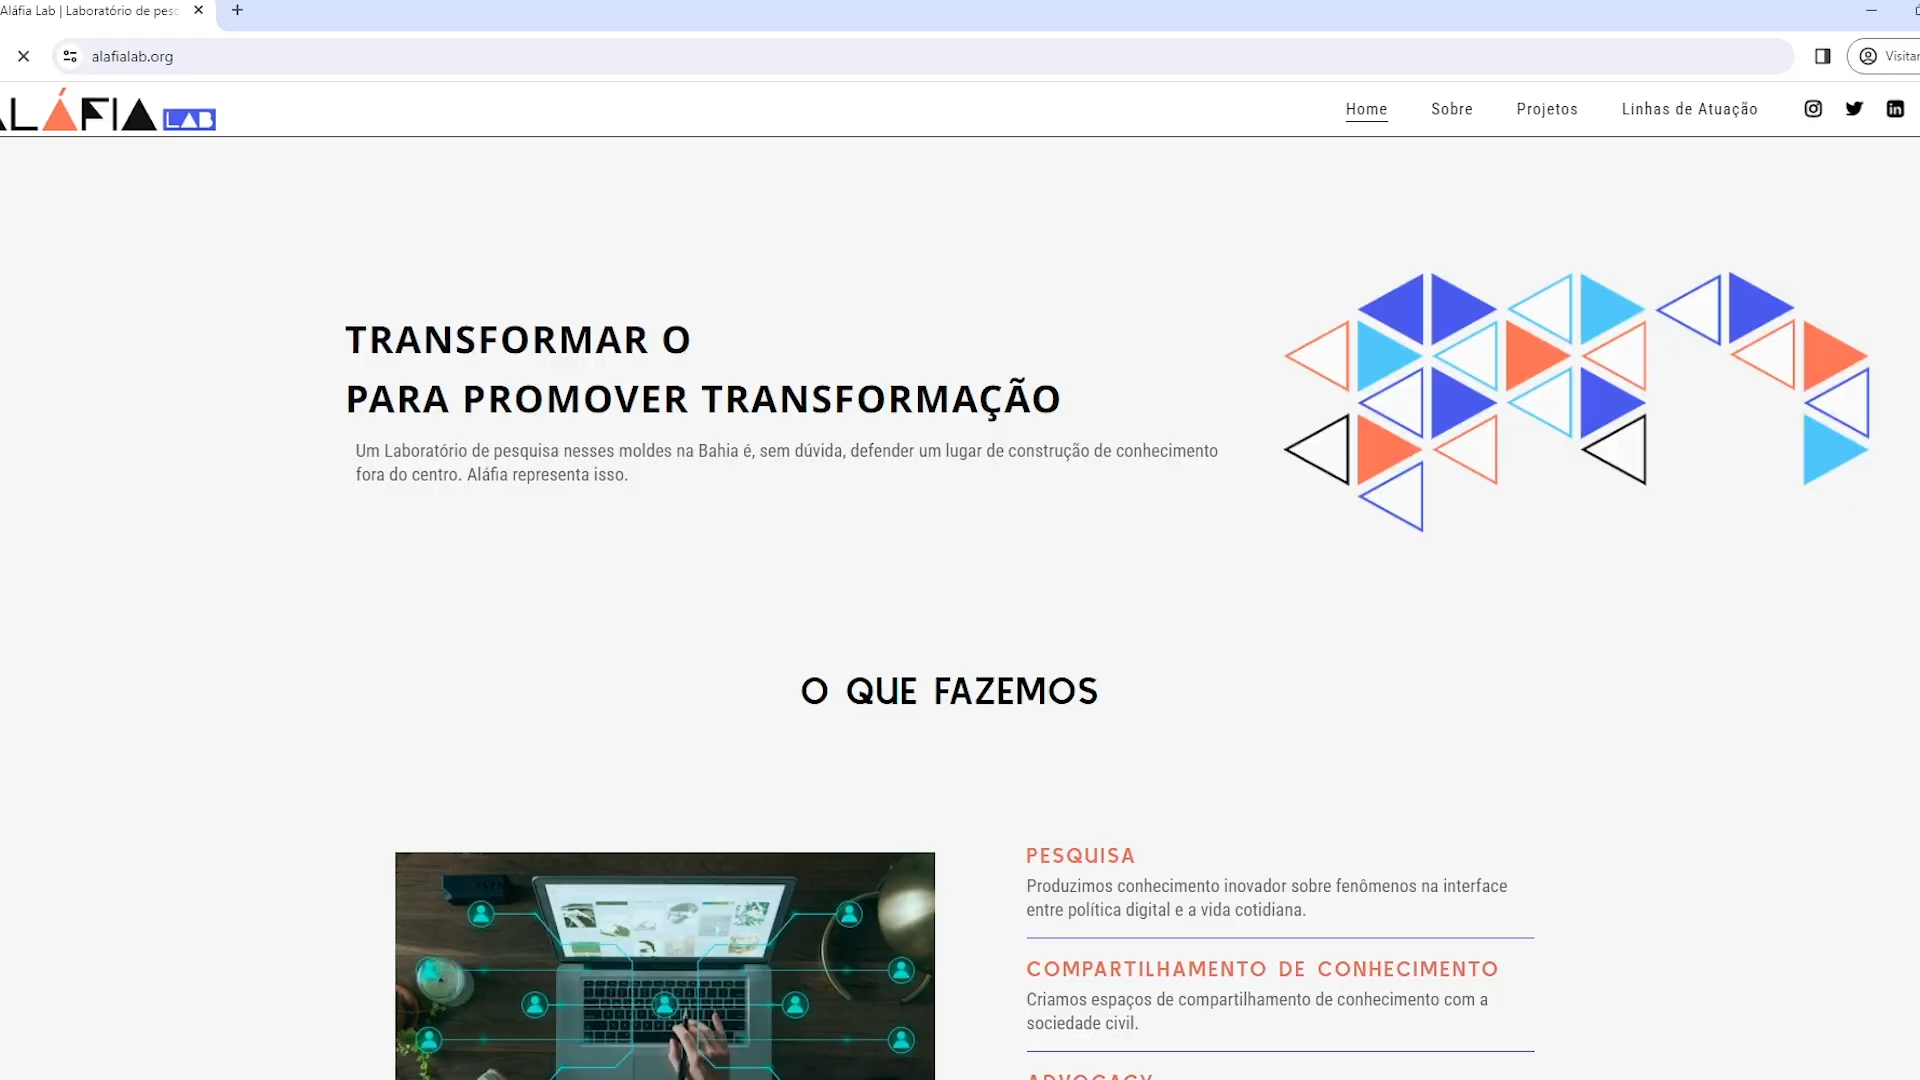 Aláfia Lab | Laboratório de pesc
alafialab.org
Visitar
ALÁFIA LAB
Home
Sobre
Projetos
Linhas de Atuação
TRANSFORMAR O
PARA PROMOVER TRANSFORMAÇÃO
Um Laboratório de pesquisa nesses moldes na Bahia é, sem dúvida, defender um lugar de construção de conhecimento
fora do centro. Aláfia representa isso.
O QUE FAZEMOS
PESQUISA
Produzimos conhecimento inovador sobre fenômenos na interface
entre política digital e a vida cotidiana.
COMPARTILHAMENTO DE CONHECIMENTO
Criamos espaços de compartilhamento de conhecimento com a
sociedade civil.
ADVOCACY